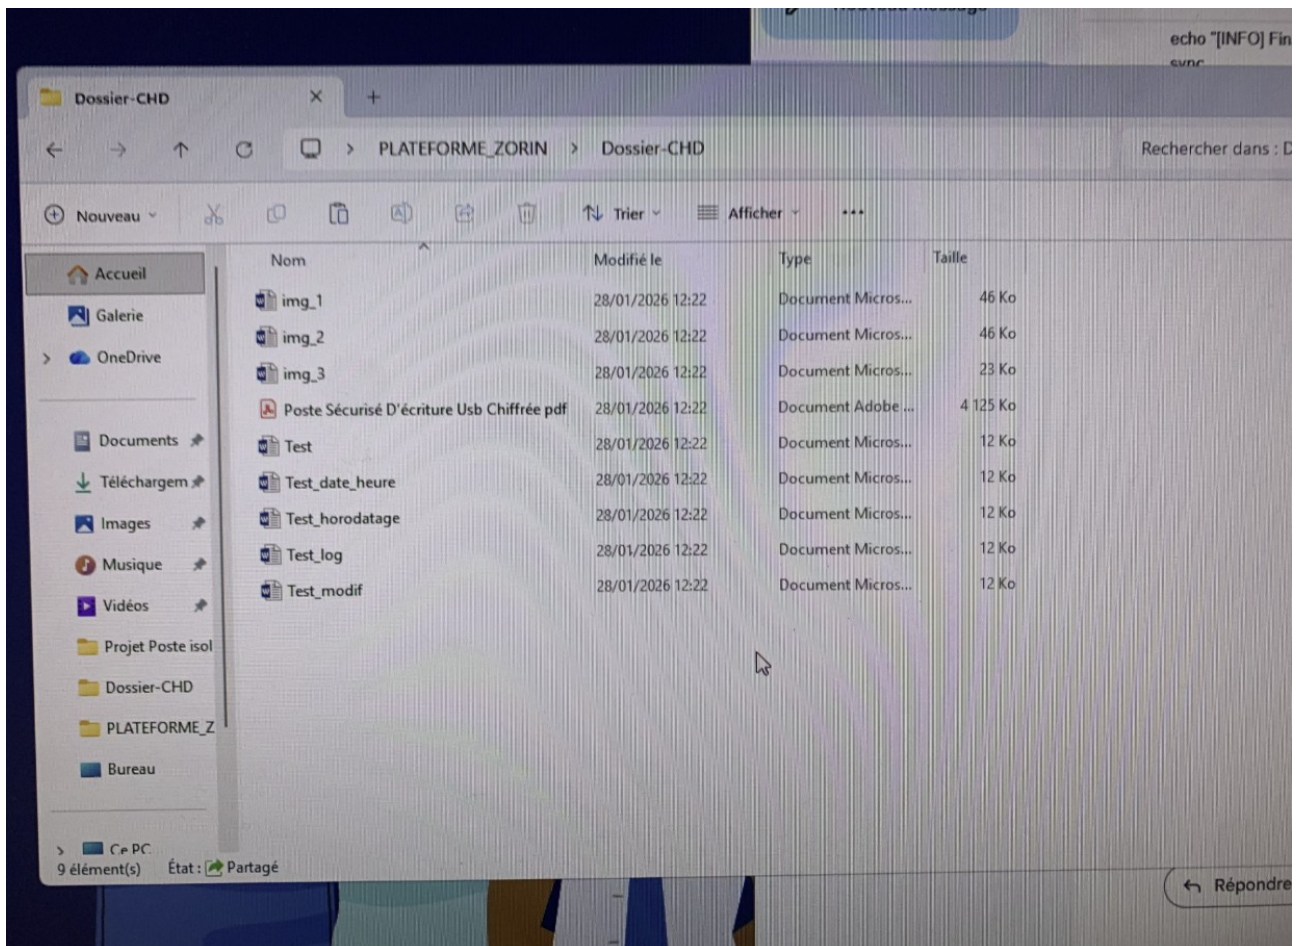 echo "[INFO] Fin
sync
Dossier-CHD
PLATEFORME_ZORIN > Dossier-CHD
Rechercher dans : D
Nouveau
Trier
Afficher
Nom Modifié le Type Taille
Accueil
Galerie
OneDrive
Documents
Téléchargem
Images
Musique
Vidéos
Projet Poste isol
Dossier-CHD
PLATEFORME_Z
Bureau
Ce PC
img_1 28/01/2026 12:22 Document Micros... 46 Ko
img_2 28/01/2026 12:22 Document Micros... 46 Ko
img_3 28/01/2026 12:22 Document Micros... 23 Ko
Poste Sécurisé D'écriture Usb Chiffrée pdf 28/01/2026 12:22 Document Adobe ... 4 125 Ko
Test 28/01/2026 12:22 Document Micros... 12 Ko
Test_date_heure 28/01/2026 12:22 Document Micros... 12 Ko
Test_horodatage 28/01/2026 12:22 Document Micros... 12 Ko
Test_log 28/01/2026 12:22 Document Micros... 12 Ko
Test_modif 28/01/2026 12:22 Document Micros... 12 Ko
9 élément(s) État : Partagé
Répondre